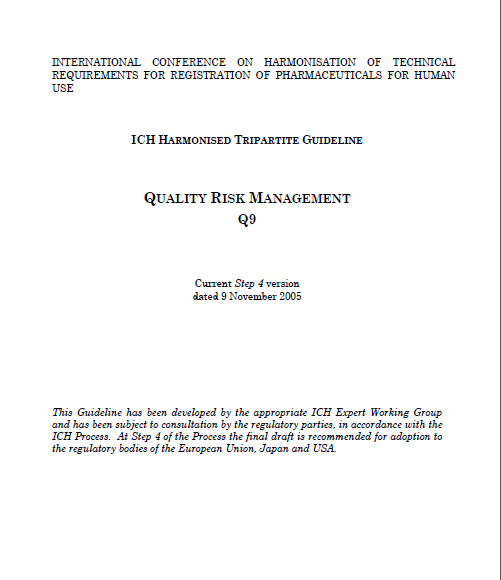 INTERNATIONAL CONFERENCE ON HARMONISATION OF TECHNICAL
REQUIREMENTS FOR REGISTRATION OF PHARMACEUTICALS FOR HUMAN
USE
ICH HARMONISED TRIPARTITE GUIDELINE
QUALITY RISK MANAGEMENT
Q9
Current Step 4 version
dated 9 November 2005
This Guideline has been developed by the appropriate ICH Expert Working Group
and has been subject to consultation by the regulatory parties, in accordance with the
ICH Process. At Step 4 of the Process the final draft is recommended for adoption to
the regulatory bodies of the European Union, Japan and USA.